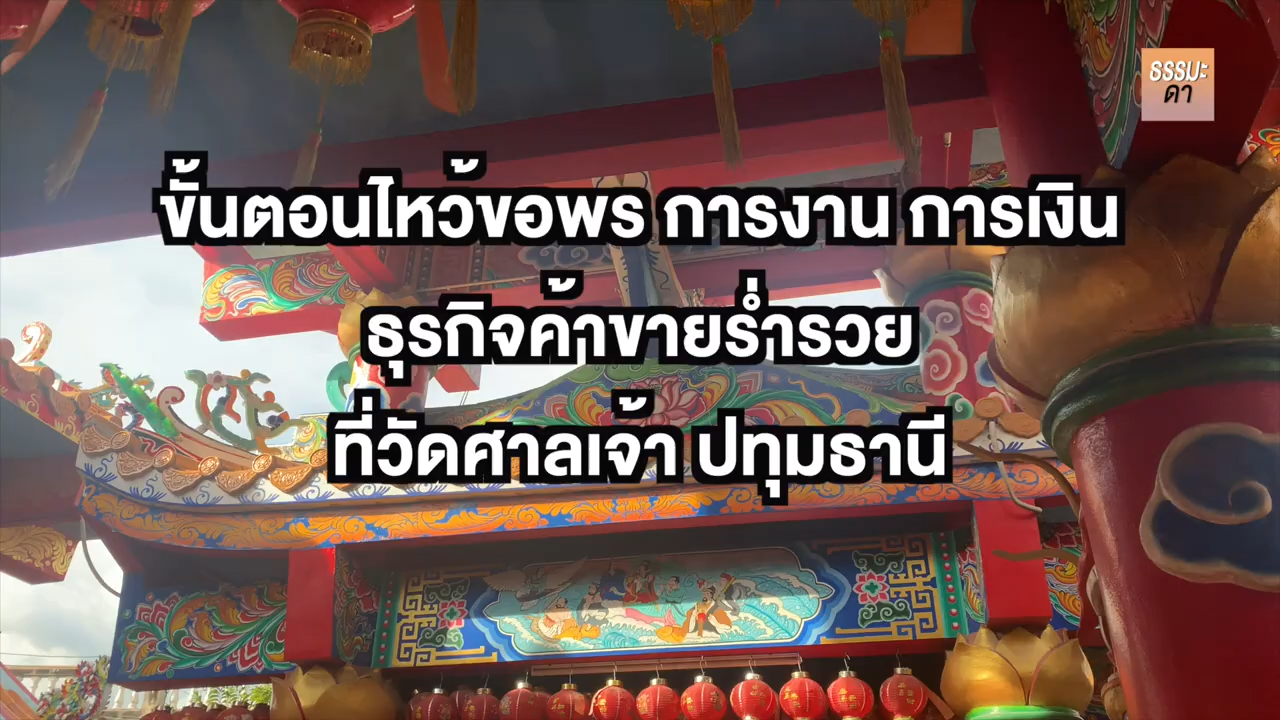 ธรรมะ
ดา
ขั้นตอนไหว้ขอพร การงาน การเงิน
ธุรกิจค้าขายร่ำรวย
ที่วัดศาลเจ้า ปทุมธานี